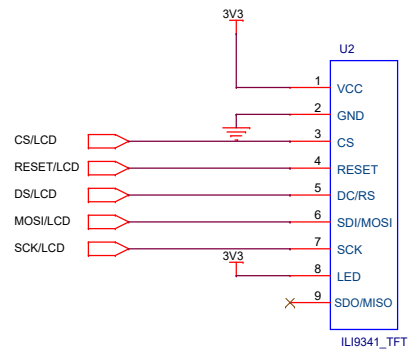 3V3
U2
1 VCC
2 GND
CS/LCD 3 CS
RESET/LCD 4 RESET
DS/LCD 5 DC/RS
MOSI/LCD 6 SDI/MOSI
SCK/LCD 7 SCK
3V3 8 LED
9 SDO/MISO
ILI9341_TFT